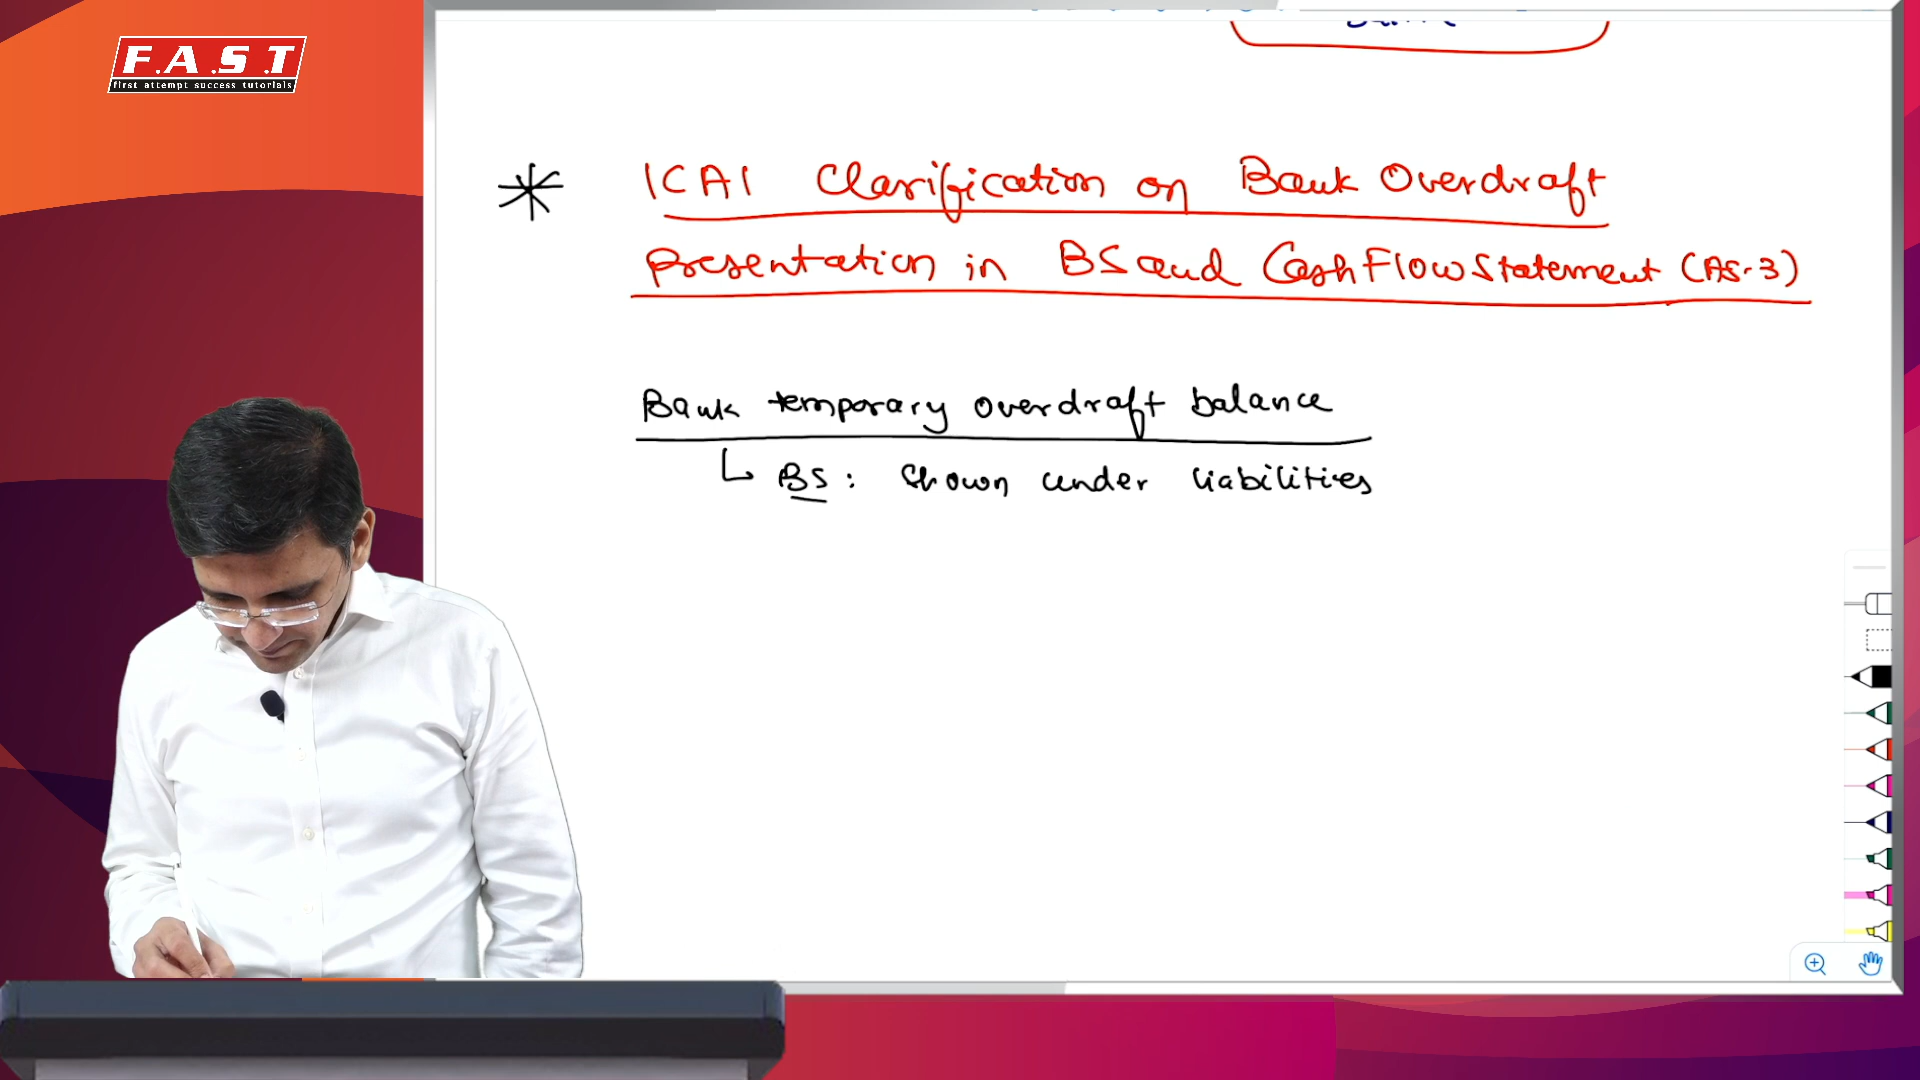 F.A.S.T
first attempt success tutorials
* ICAI Clarification on Bank Overdraft
presentation in BS and Cash Flow Statement (AS-3)
Bank temporary overdraft balance
↳ BS: Shown under liabilities